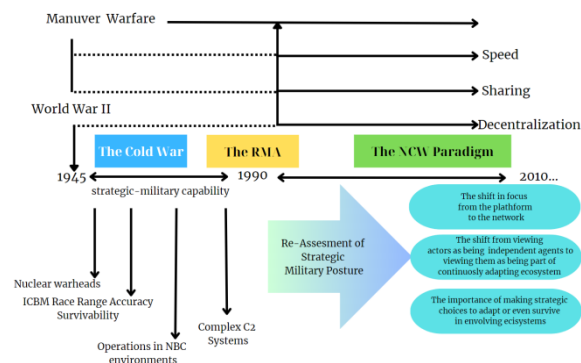 Manuver Warfare
Speed
Sharing
World War II
Decentralization
The Cold War
The RMA
The NCW Paradigm
1945
1990
2010...
strategic-military capability
The shift in focus
from the plathform
to the network
Re-Assesment of
Strategic
Military Posture
The shift from viewing
actors as being independent agents to
viewing them as being part of
continuosly adapting ecosystem
The importance of making strategic
choices to adapt or even survive
in envolving ecisystems
Nuclear warheads
ICBM Race Range Accuracy
Survivability
Complex C2
Systems
Operations in NBC
environments